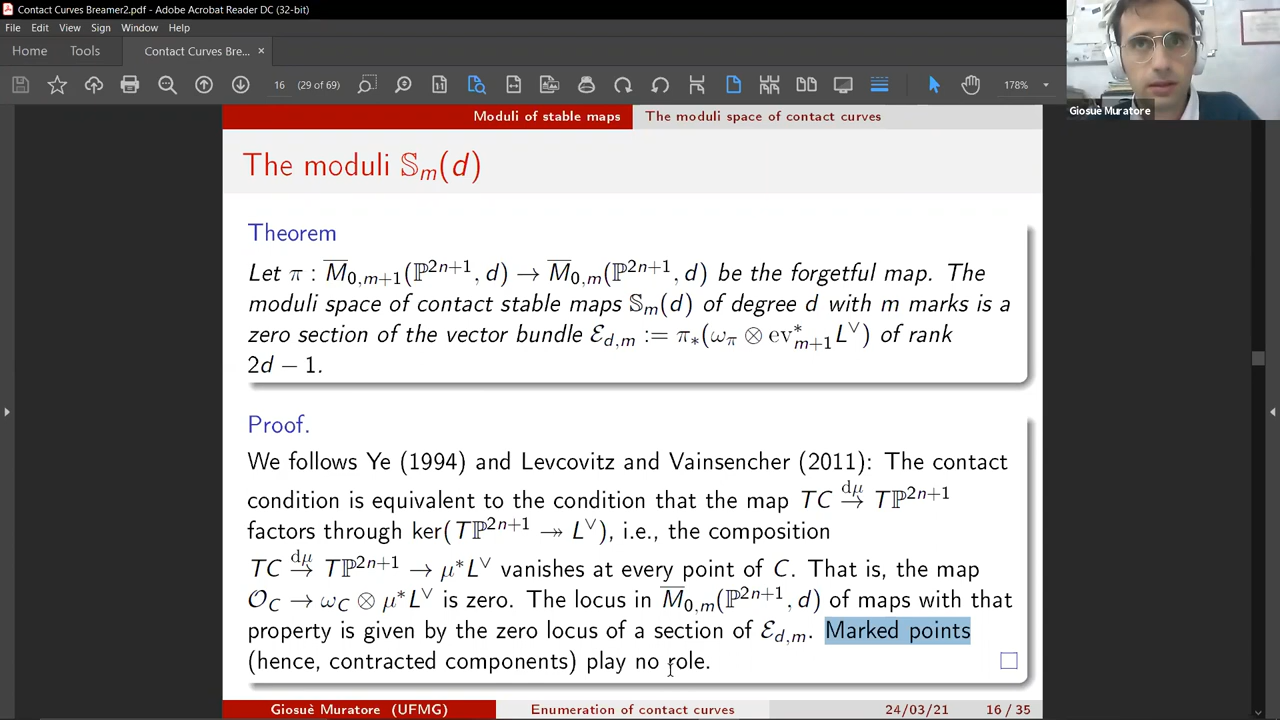 Contact Curves Breamer2.pdf - Adobe Acrobat Reader DC (32-bit)
File Edit View Sign Window Help
Home Tools Contact Curves Brea... ×
16 (29 of 69) 178%
Giosuè Muratore
Moduli of stable maps The moduli space of contact curves
The moduli 𝕊ₘ(d)
Theorem
Let π : M̅₀,ₘ₊₁(ℙ²ⁿ⁺¹, d) → M̅₀,ₘ(ℙ²ⁿ⁺¹, d) be the forgetful map. The
moduli space of contact stable maps 𝕊ₘ(d) of degree d with m marks is a
zero section of the vector bundle ℰ_{d,m} := π_*(ω_π ⊗ ev*_{m+1}L^∨) of rank
2d − 1.
Proof.
We follows Ye (1994) and Levcovitz and Vainsencher (2011): The contact
condition is equivalent to the condition that the map TC →^{dμ} Tℙ²ⁿ⁺¹
factors through ker(Tℙ²ⁿ⁺¹ ↠ L^∨), i.e., the composition
TC →^{dμ} Tℙ²ⁿ⁺¹ → μ*L^∨ vanishes at every point of C. That is, the map
𝒪_C → ω_C ⊗ μ*L^∨ is zero. The locus in M̅₀,ₘ(ℙ²ⁿ⁺¹, d) of maps with that
property is given by the zero locus of a section of ℰ_{d,m}. Marked points
(hence, contracted components) play no role. □
Giosuè Muratore (UFMG) Enumeration of contact curves 24/03/21 16 / 35